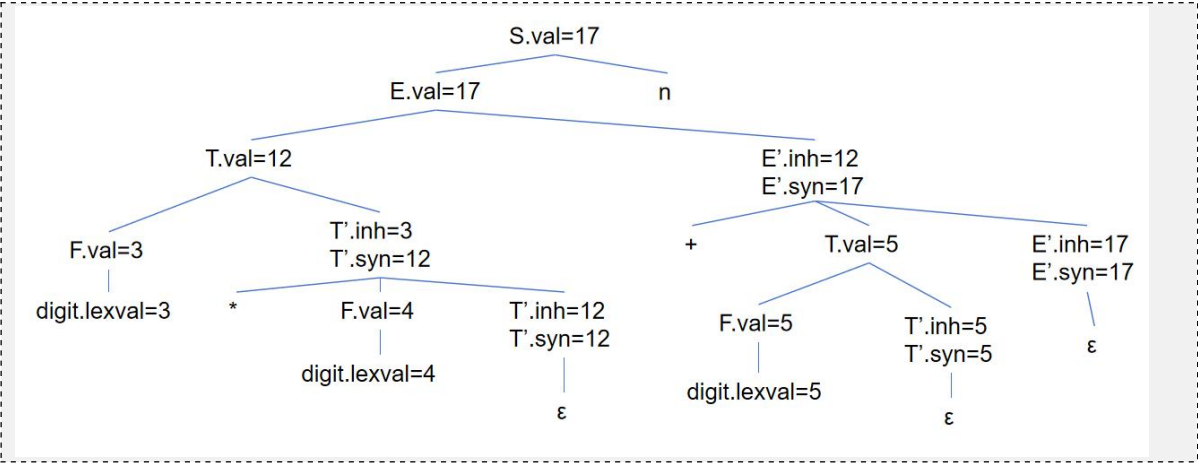 S.val=17
E.val=17
n
T.val=12
E’.inh=12
E’.syn=17
F.val=3
T’.inh=3
T’.syn=12
+
T.val=5
E’.inh=17
E’.syn=17
digit.lexval=3
*
F.val=4
T’.inh=12
T’.syn=12
F.val=5
T’.inh=5
T’.syn=5
ε
digit.lexval=4
digit.lexval=5
ε
ε